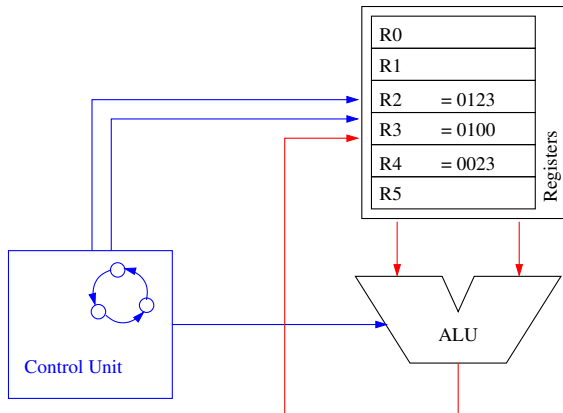 R0
R1
R2 = 0123
R3 = 0100
R4 = 0023
R5
Registers
ALU
Control Unit